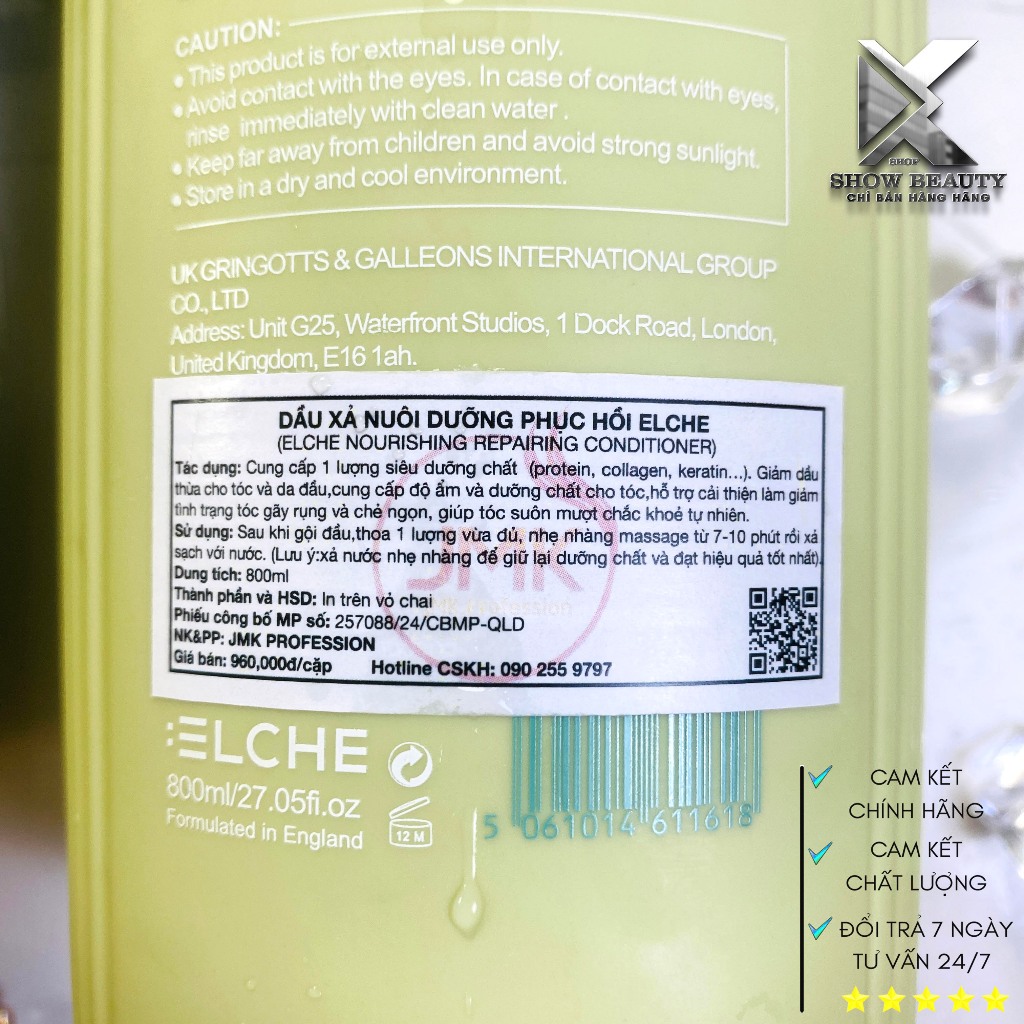 CAUTION:
• This product is for external use only.
• Avoid contact with the eyes. In case of contact with eyes,
rinse immediately with clean water .
• Keep far away from children and avoid strong sunlight.
• Store in a dry and cool environment.
UK GRINGOTTS & GALLEONS INTERNATIONAL GROUP
CO., LTD
Address: Unit G25, Waterfront Studios, 1 Dock Road, London,
United Kingdom, E16 1ah.
DẦU XẢ NUÔI DƯỠNG PHỤC HỒI ELCHE
(ELCHE NOURISHING REPAIRING CONDITIONER)
Tác dụng: Cung cấp 1 lượng siêu dưỡng chất (protein, collagen, keratin...). Giảm dầu
thừa cho tóc và da đầu,cung cấp độ ẩm và dưỡng chất cho tóc,hỗ trợ cải thiện làm giảm
tình trạng tóc gãy rụng và chẻ ngọn, giúp tóc suôn mượt chắc khoẻ tự nhiên.
Sử dụng: Sau khi gội đầu,thoa 1 lượng vừa đủ, nhẹ nhàng massage từ 7-10 phút rồi xả
sạch với nước. (Lưu ý:xả nước nhẹ nhàng để giữ lại dưỡng chất và đạt hiệu quả tốt nhất).
Dung tích: 800ml
Thành phần và HSD: In trên vỏ chai
Phiếu công bố MP số: 257088/24/CBMP-QLD
NK&PP: JMK PROFESSION
Giá bán: 960,000đ/cặp Hotline CSKH: 090 255 9797
JMK
ELCHE
800ml/27.05fl.oz
Formulated in England
12 M
5 061014 611618
SHOP
SHOW BEAUTY
CHỈ BÁN HÀNG HÃNG
CAM KẾT
CHÍNH HÃNG
CAM KẾT
CHẤT LƯỢNG
ĐỔI TRẢ 7 NGÀY
TƯ VẤN 24/7